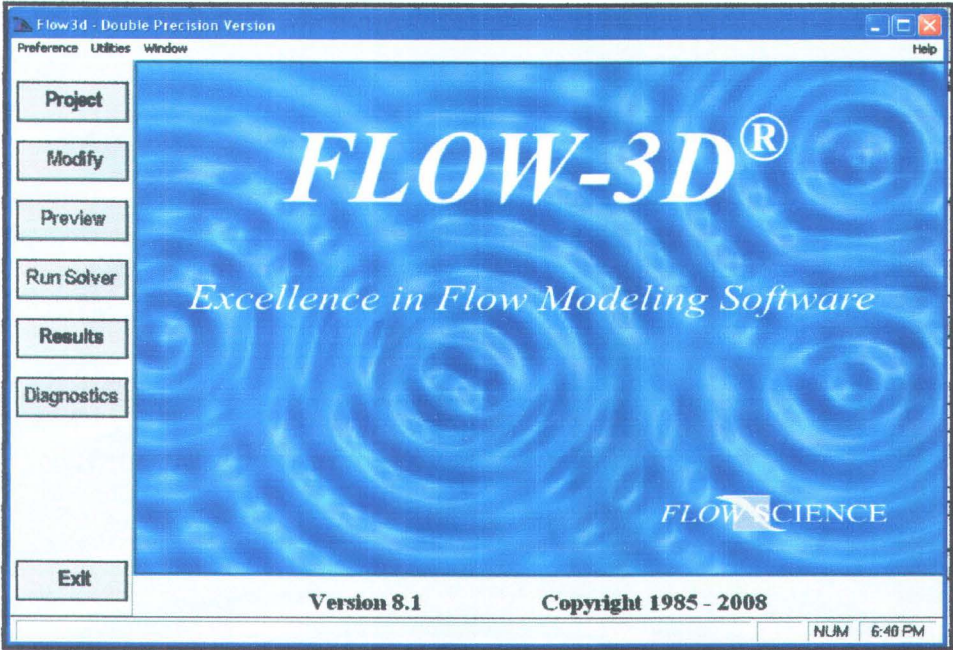 Flow3d - Double Precision Version
Preference Utilities Window Help
Project
Modify
Preview
Run Solver
Results
Diagnostics
Exit
FLOW-3D®
Excellence in Flow Modeling Software
FLOW SCIENCE
Version 8.1 Copyright 1985 - 2008
NUM 6:40 PM